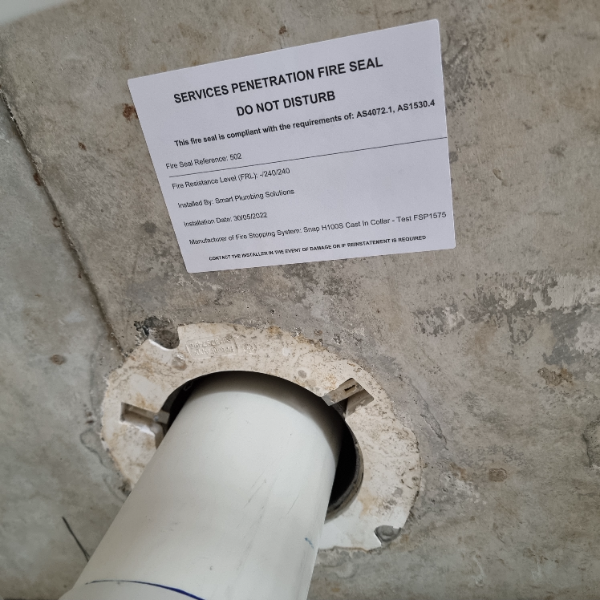 SERVICES PENETRATION FIRE SEAL
DO NOT DISTURB
This fire seal is compliant with the requirements of: AS4072.1, AS1530.4
Fire Seal Reference: 502
Fire Resistance Level (FRL): -/240/240
Installed By: Smart Plumbing Solutions
Installation Date: 30/05/2022
Manufacturer of Fire Stopping System: Snap H100S Cast In Collar - Test FSP1575
CONTACT THE INSTALLER IN THE EVENT OF DAMAGE OR IF REINSTATEMENT IS REQUIRED